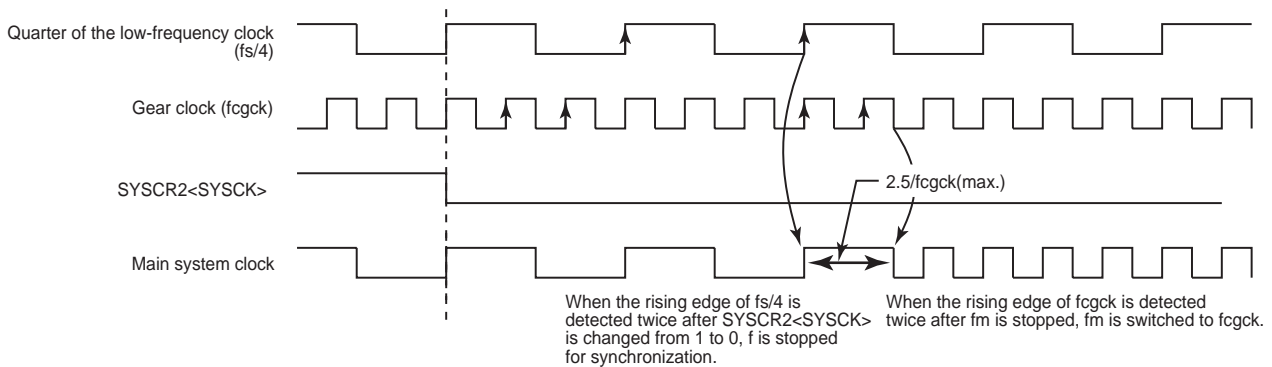 Quarter of the low-frequency clock
(fs/4)
Gear clock (fcgck)
SYSCR2<SYSCK>
2.5/fcgck(max.)
Main system clock
When the rising edge of fs/4 is
detected twice after SYSCR2<SYSCK>
is changed from 1 to 0, f is stopped
for synchronization.
When the rising edge of fcgck is detected
twice after fm is stopped, fm is switched to fcgck.